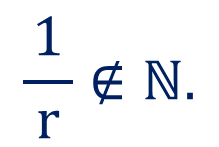 1/r ∉ ℕ.